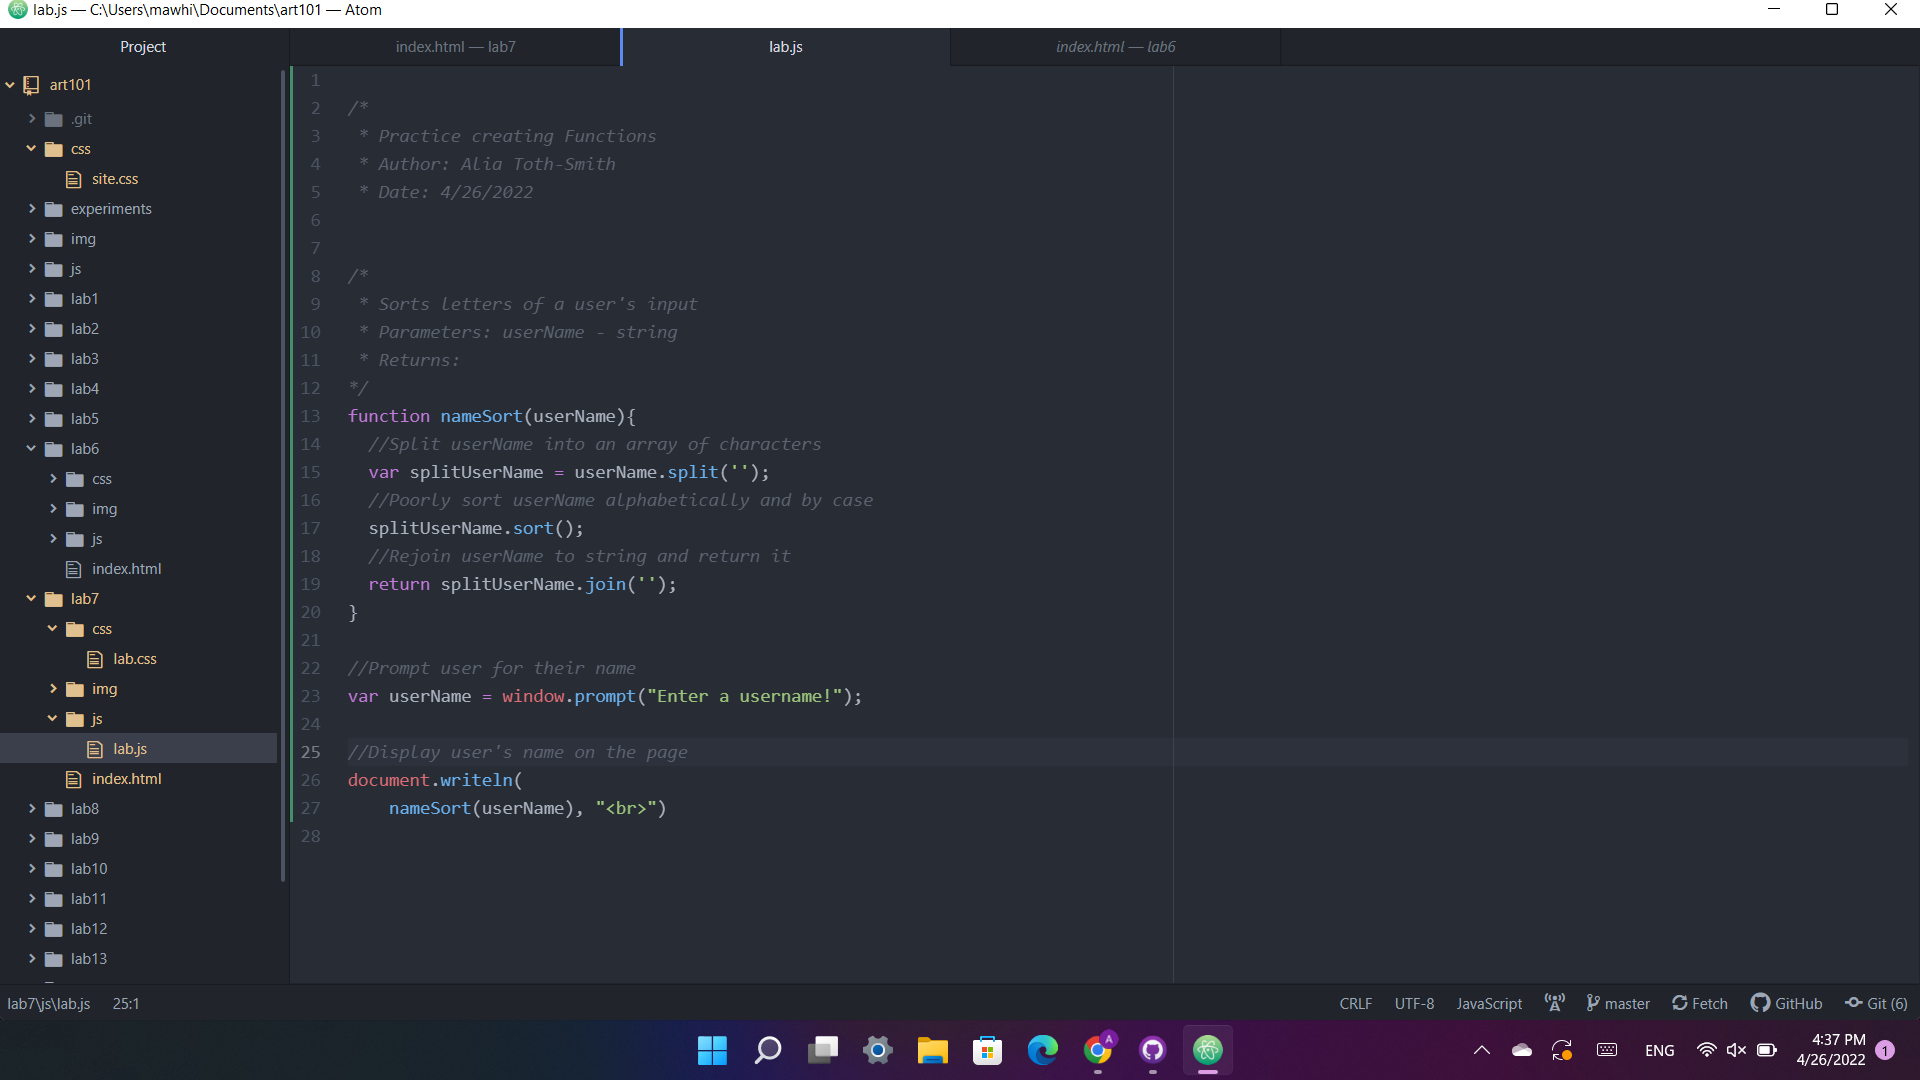 lab.js — C:\Users\mawhi\Documents\art101 — Atom
Project
index.html — lab7
lab.js
index.html — lab6
art101
.git
css
site.css
experiments
img
js
lab1
lab2
lab3
lab4
lab5
lab6
css
img
js
index.html
lab7
css
lab.css
img
js
lab.js
index.html
lab8
lab9
lab10
lab11
lab12
lab13
1
2 /*
3  * Practice creating Functions
4  * Author: Alia Toth-Smith
5  * Date: 4/26/2022
6
7
8 /*
9  * Sorts letters of a user's input
10  * Parameters: userName - string
11  * Returns:
12 */
13 function nameSort(userName){
14   //Split userName into an array of characters
15   var splitUserName = userName.split('');
16   //Poorly sort userName alphabetically and by case
17   splitUserName.sort();
18   //Rejoin userName to string and return it
19   return splitUserName.join('');
20 }
21
22 //Prompt user for their name
23 var userName = window.prompt("Enter a username!");
24
25 //Display user's name on the page
26 document.writeln(
27     nameSort(userName), "<br>")
28
lab7\js\lab.js 25:1
CRLF UTF-8 JavaScript master Fetch GitHub Git (6)
A
ENG
4:37 PM
4/26/2022
1